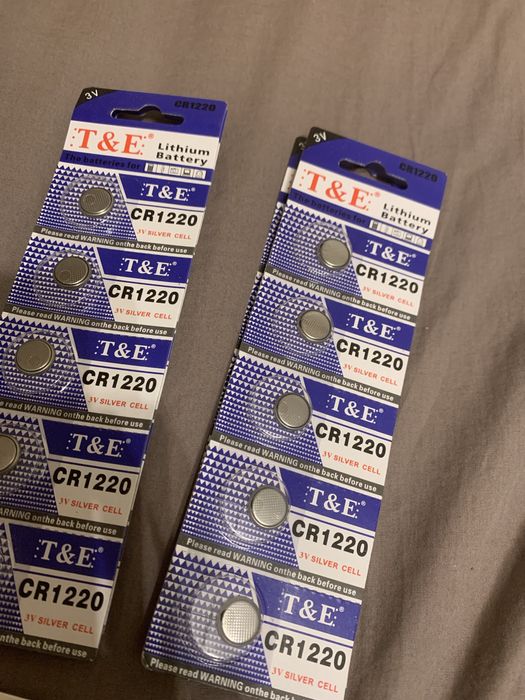 3V
CR1220
T&E®
Lithium
Battery
The batteries for
T&E®
CR1220
3V SILVER CELL
Please read WARNING onthe back before use
T&E®
CR1220
3V SILVER CELL
Please read WARNING onthe back before use
T&E®
CR1220
3V SILVER CELL
Please read WARNING onthe back before use
T&E®
CR1220
3V SILVER CELL
WARNING onthe back before use
T&E®
CR1220
3V SILVER CELL
3V
CR1220
T&E®
Lithium
Battery
The batteries for
T&E®
CR1220
3V SILVER CELL
Please read WARNING onthe back before use
T&E®
CR1220
3V SILVER CELL
Please read WARNING onthe back before use
T&E®
CR1220
3V SILVER CELL
Please read WARNING onthe back before use
T&E®
CR1220
3V SILVER CELL
Please read WARNING onthe back before use
T&E®
CR1220
3V SILVER CELL
Please read WARNING onthe back before use